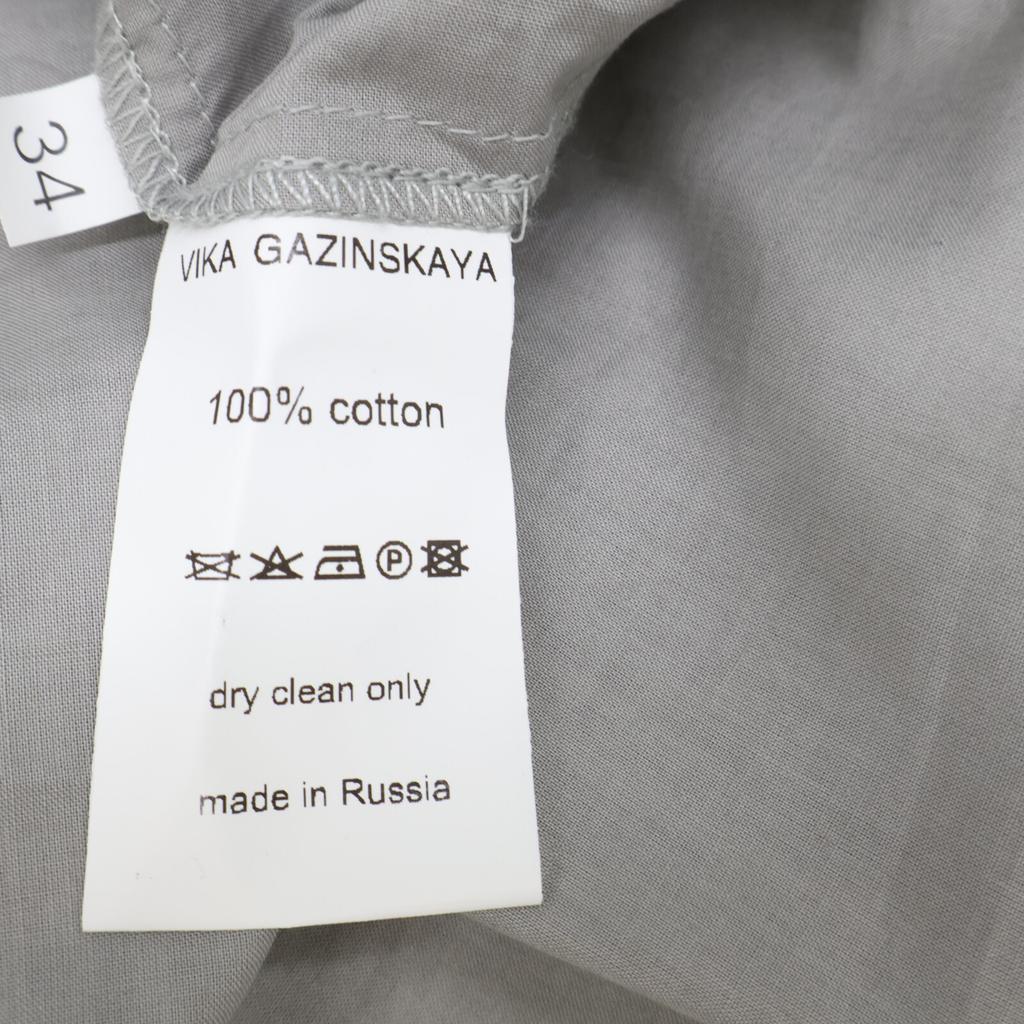 34
VIKA GAZINSKAYA
100% cotton
P
dry clean only
made in Russia